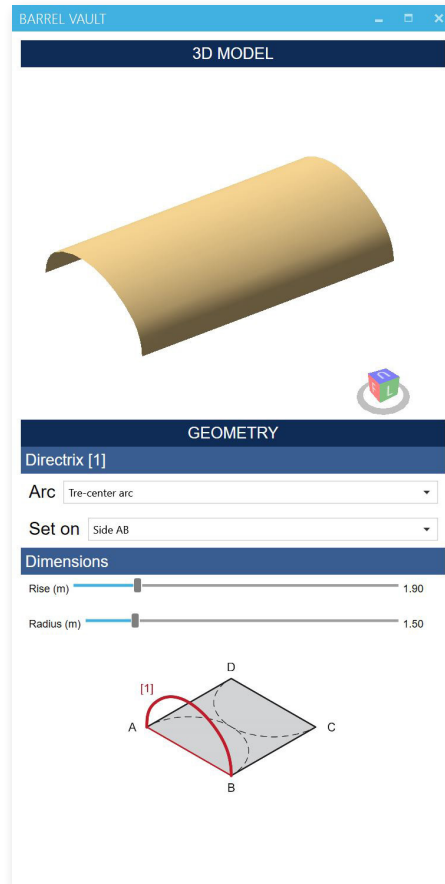 BARREL VAULT
3D MODEL
F L
GEOMETRY
Directrix [1]
Arc Tre-center arc
Set on Side AB
Dimensions
Rise (m) 1.90
Radius (m) 1.50
D
[1]
A
C
B